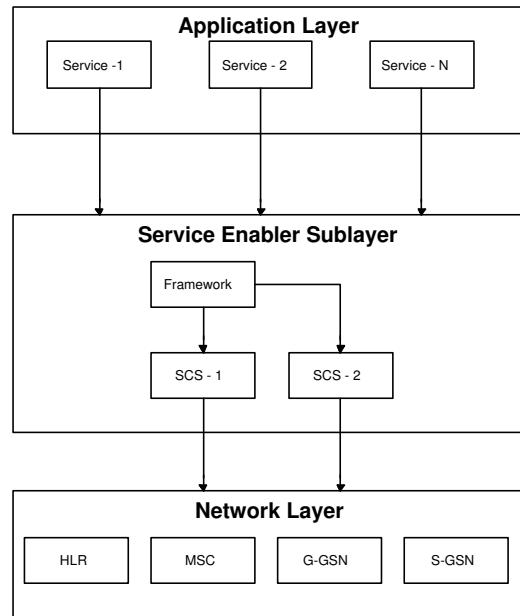 Application Layer
Service -1
Service - 2
Service - N
Service Enabler Sublayer
Framework
SCS - 1
SCS - 2
Network Layer
HLR
MSC
G-GSN
S-GSN